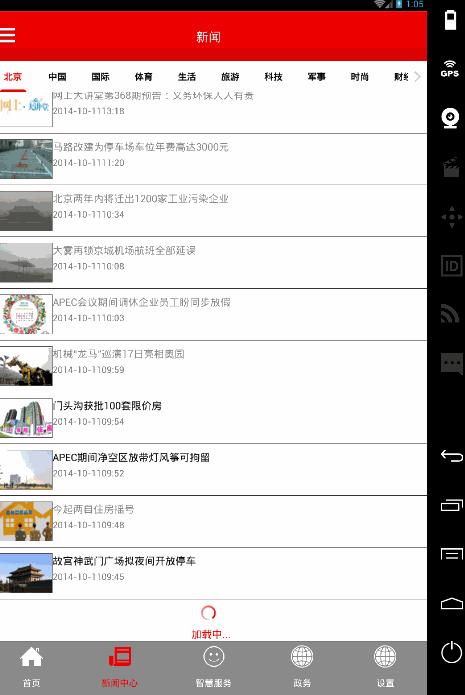 1:05
新闻
北京 中国 国际 体育 生活 旅游 科技 军事 时尚 财经
网上大讲堂第368期预告：义务环保人人有责
2014-10-1113:18
马路改建为停车场车位年费高达3000元
2014-10-1111:20
北京两年内将迁出1200家工业污染企业
2014-10-1110:34
大雾再锁京城机场航班全部延误
2014-10-1110:08
APEC会议期间调休企业员工盼同步放假
2014-10-1110:03
机械“龙马”巡演17日亮相奥园
2014-10-1109:59
门头沟获批100套限价房
2014-10-1109:54
APEC期间净空区放带灯风筝可拘留
2014-10-1109:52
今起两自住房摇号
2014-10-1109:48
故宫神武门广场拟夜间开放停车
2014-10-1109:45
加载中...
首页 新闻中心 智慧服务 政务 设置
GPS
ID